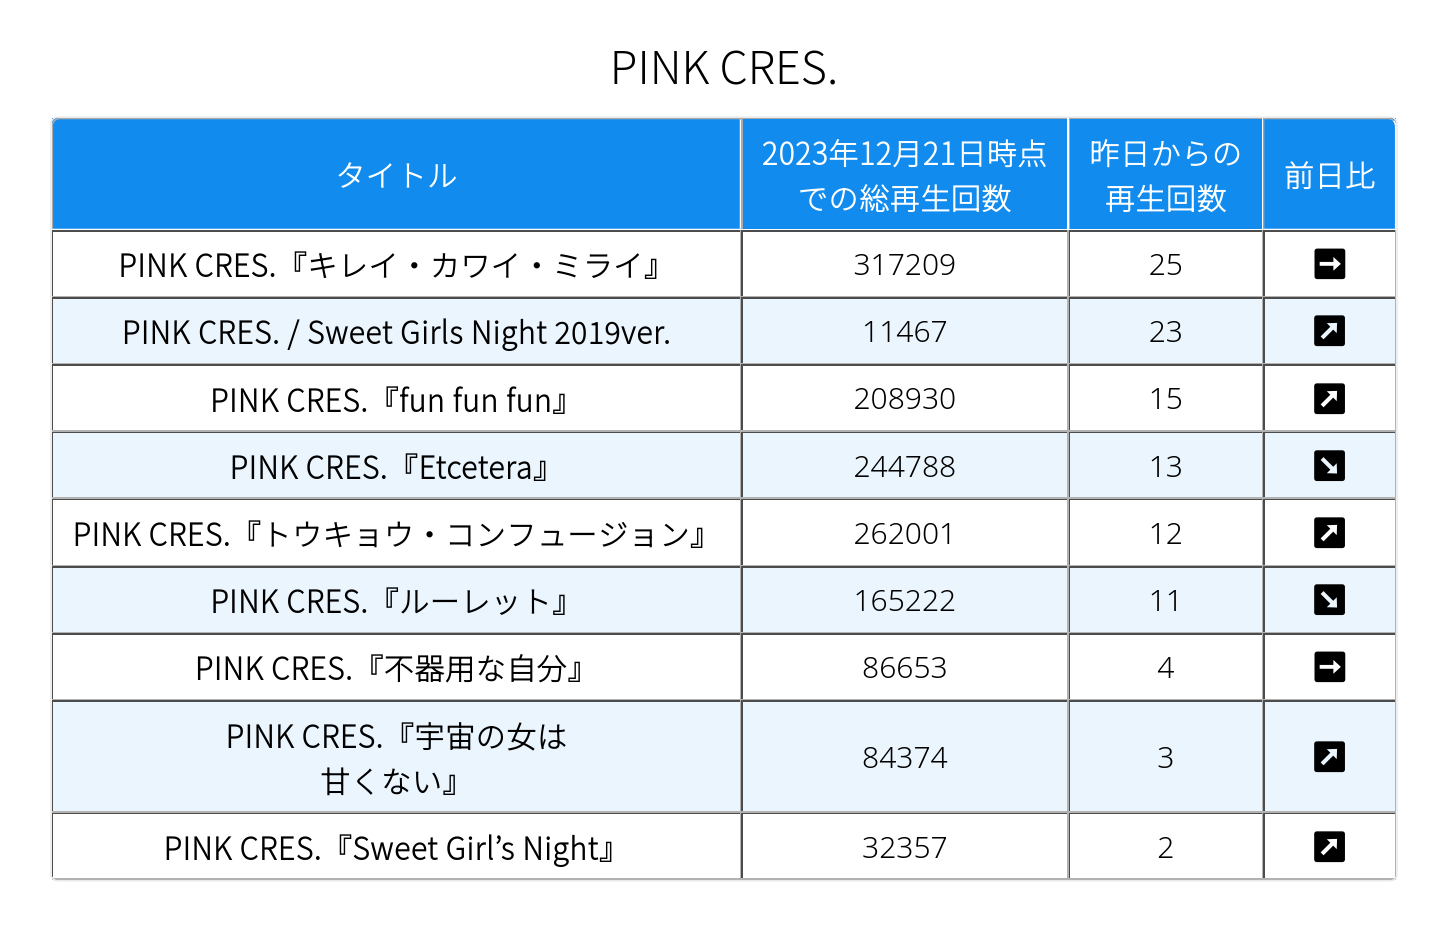 PINK CRES.
タイトル
2023年12月21日時点
での総再生回数
昨日からの
再生回数
前日比
PINK CRES.『キレイ・カワイ・ミライ』 317209 25 ➡
PINK CRES. / Sweet Girls Night 2019ver. 11467 23 ↗
PINK CRES.『fun fun fun』 208930 15 ↗
PINK CRES.『Etcetera』 244788 13 ↘
PINK CRES.『トウキョウ・コンフュージョン』 262001 12 ↗
PINK CRES.『ルーレット』 165222 11 ↘
PINK CRES.『不器用な自分』 86653 4 ➡
PINK CRES.『宇宙の女は
甘くない』 84374 3 ↗
PINK CRES.『Sweet Girl’s Night』 32357 2 ↗